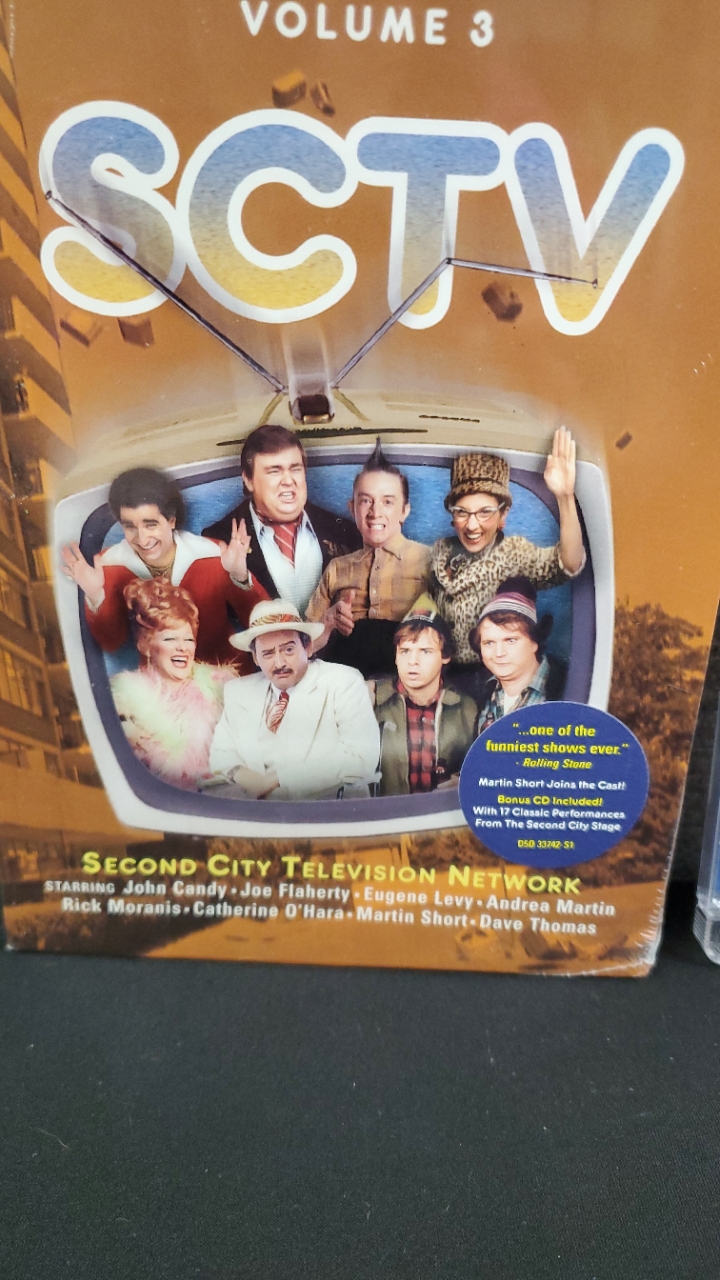 VOLUME 3
SCTV
"...one of the
funniest shows ever."
- Rolling Stone
Martin Short Joins the Cast!
Bonus CD Included!
With 17 Classic Performances
From The Second City Stage
DSD 33742-S1
SECOND CITY TELEVISION NETWORK
STARRING John Candy • Joe Flaherty • Eugene Levy • Andrea Martin
Rick Moranis • Catherine O'Hara • Martin Short • Dave Thomas